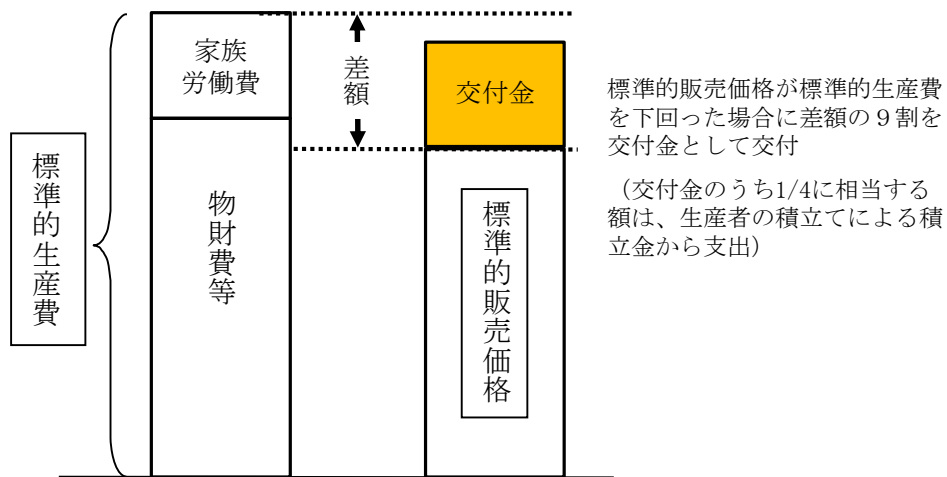 標準的生産費
家族
労働費
物財費等
差額
交付金
標準的販売価格
標準的販売価格が標準的生産費
を下回った場合に差額の９割を
交付金として交付
（交付金のうち1/4に相当する
額は、生産者の積立てによる積
立金から支出）